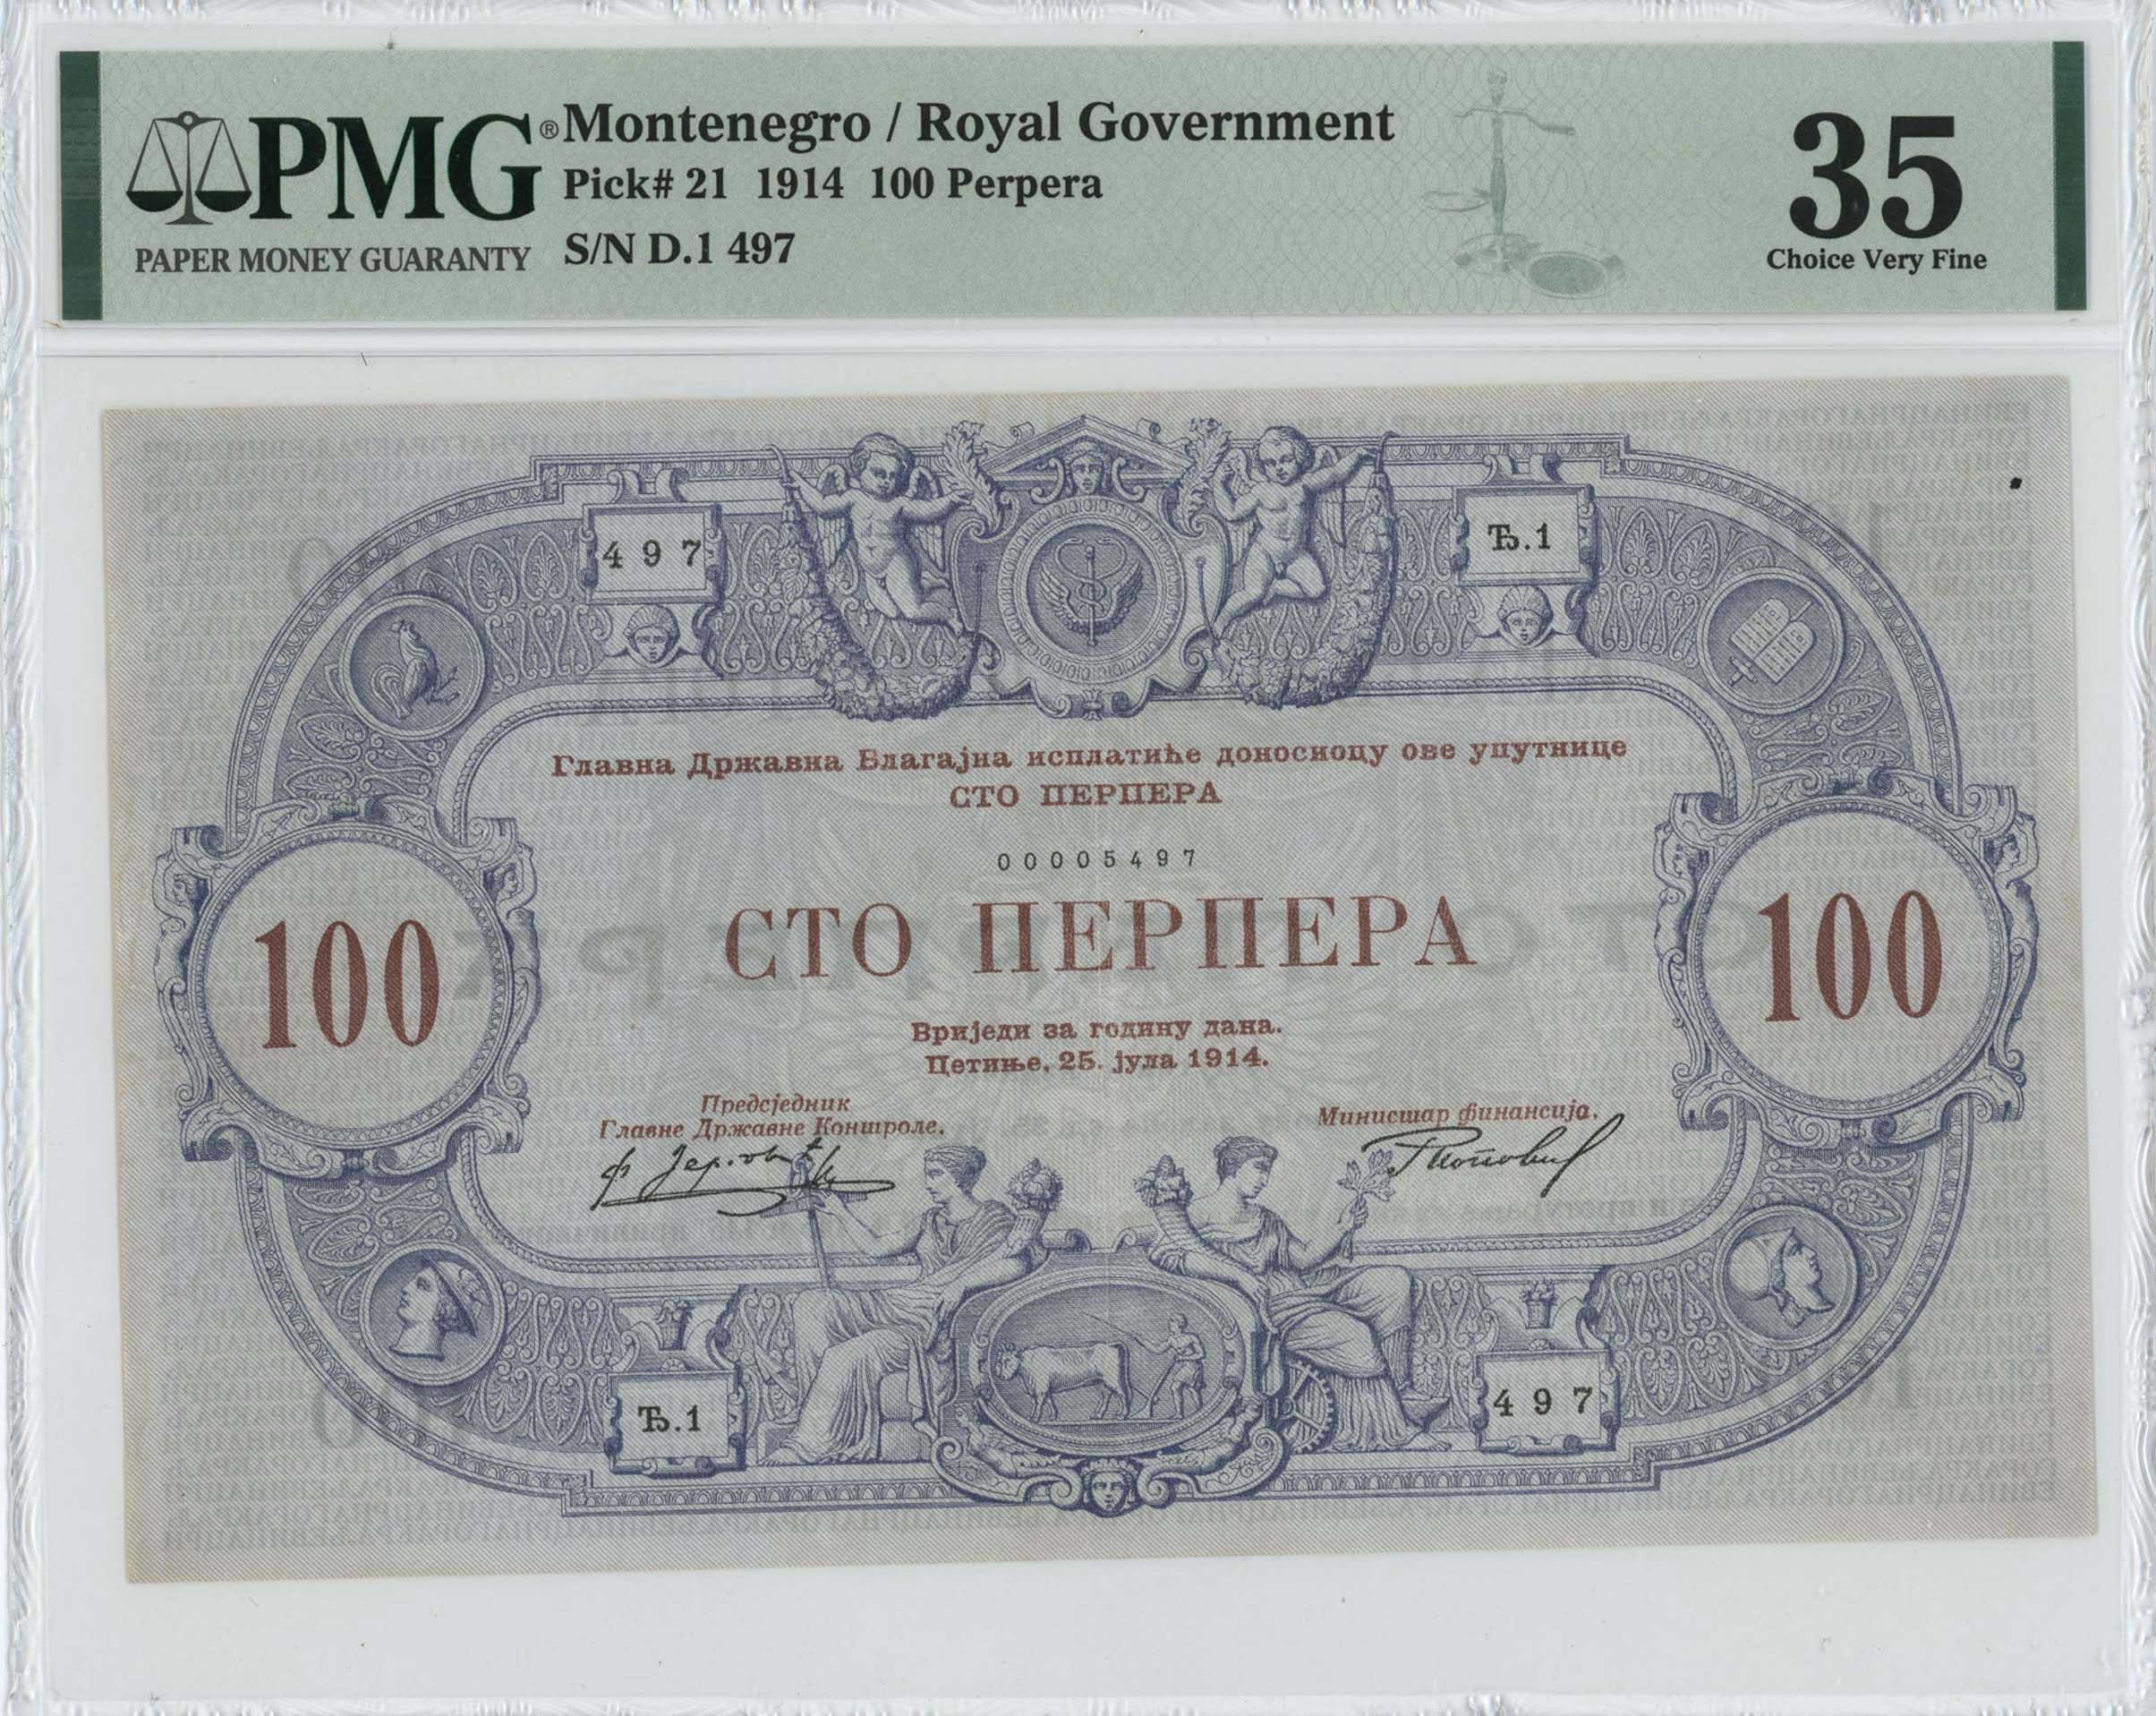 PMG® Montenegro / Royal Government
Pick# 21 1914 100 Perpera
PAPER MONEY GUARANTY S/N D.1 497
35
Choice Very Fine
497
Ђ.1
Главна Државна Благајна исплатиће доносиоцу ове упутнице
СТО ПЕРПЕРА
00005497
СТО ПЕРПЕРА
100
100
Вриједи за годину дана.
Цетиње, 25. јула 1914.
Предсједник
Главне Државне Контроле.
Министар финансија.
Ђ.1
497